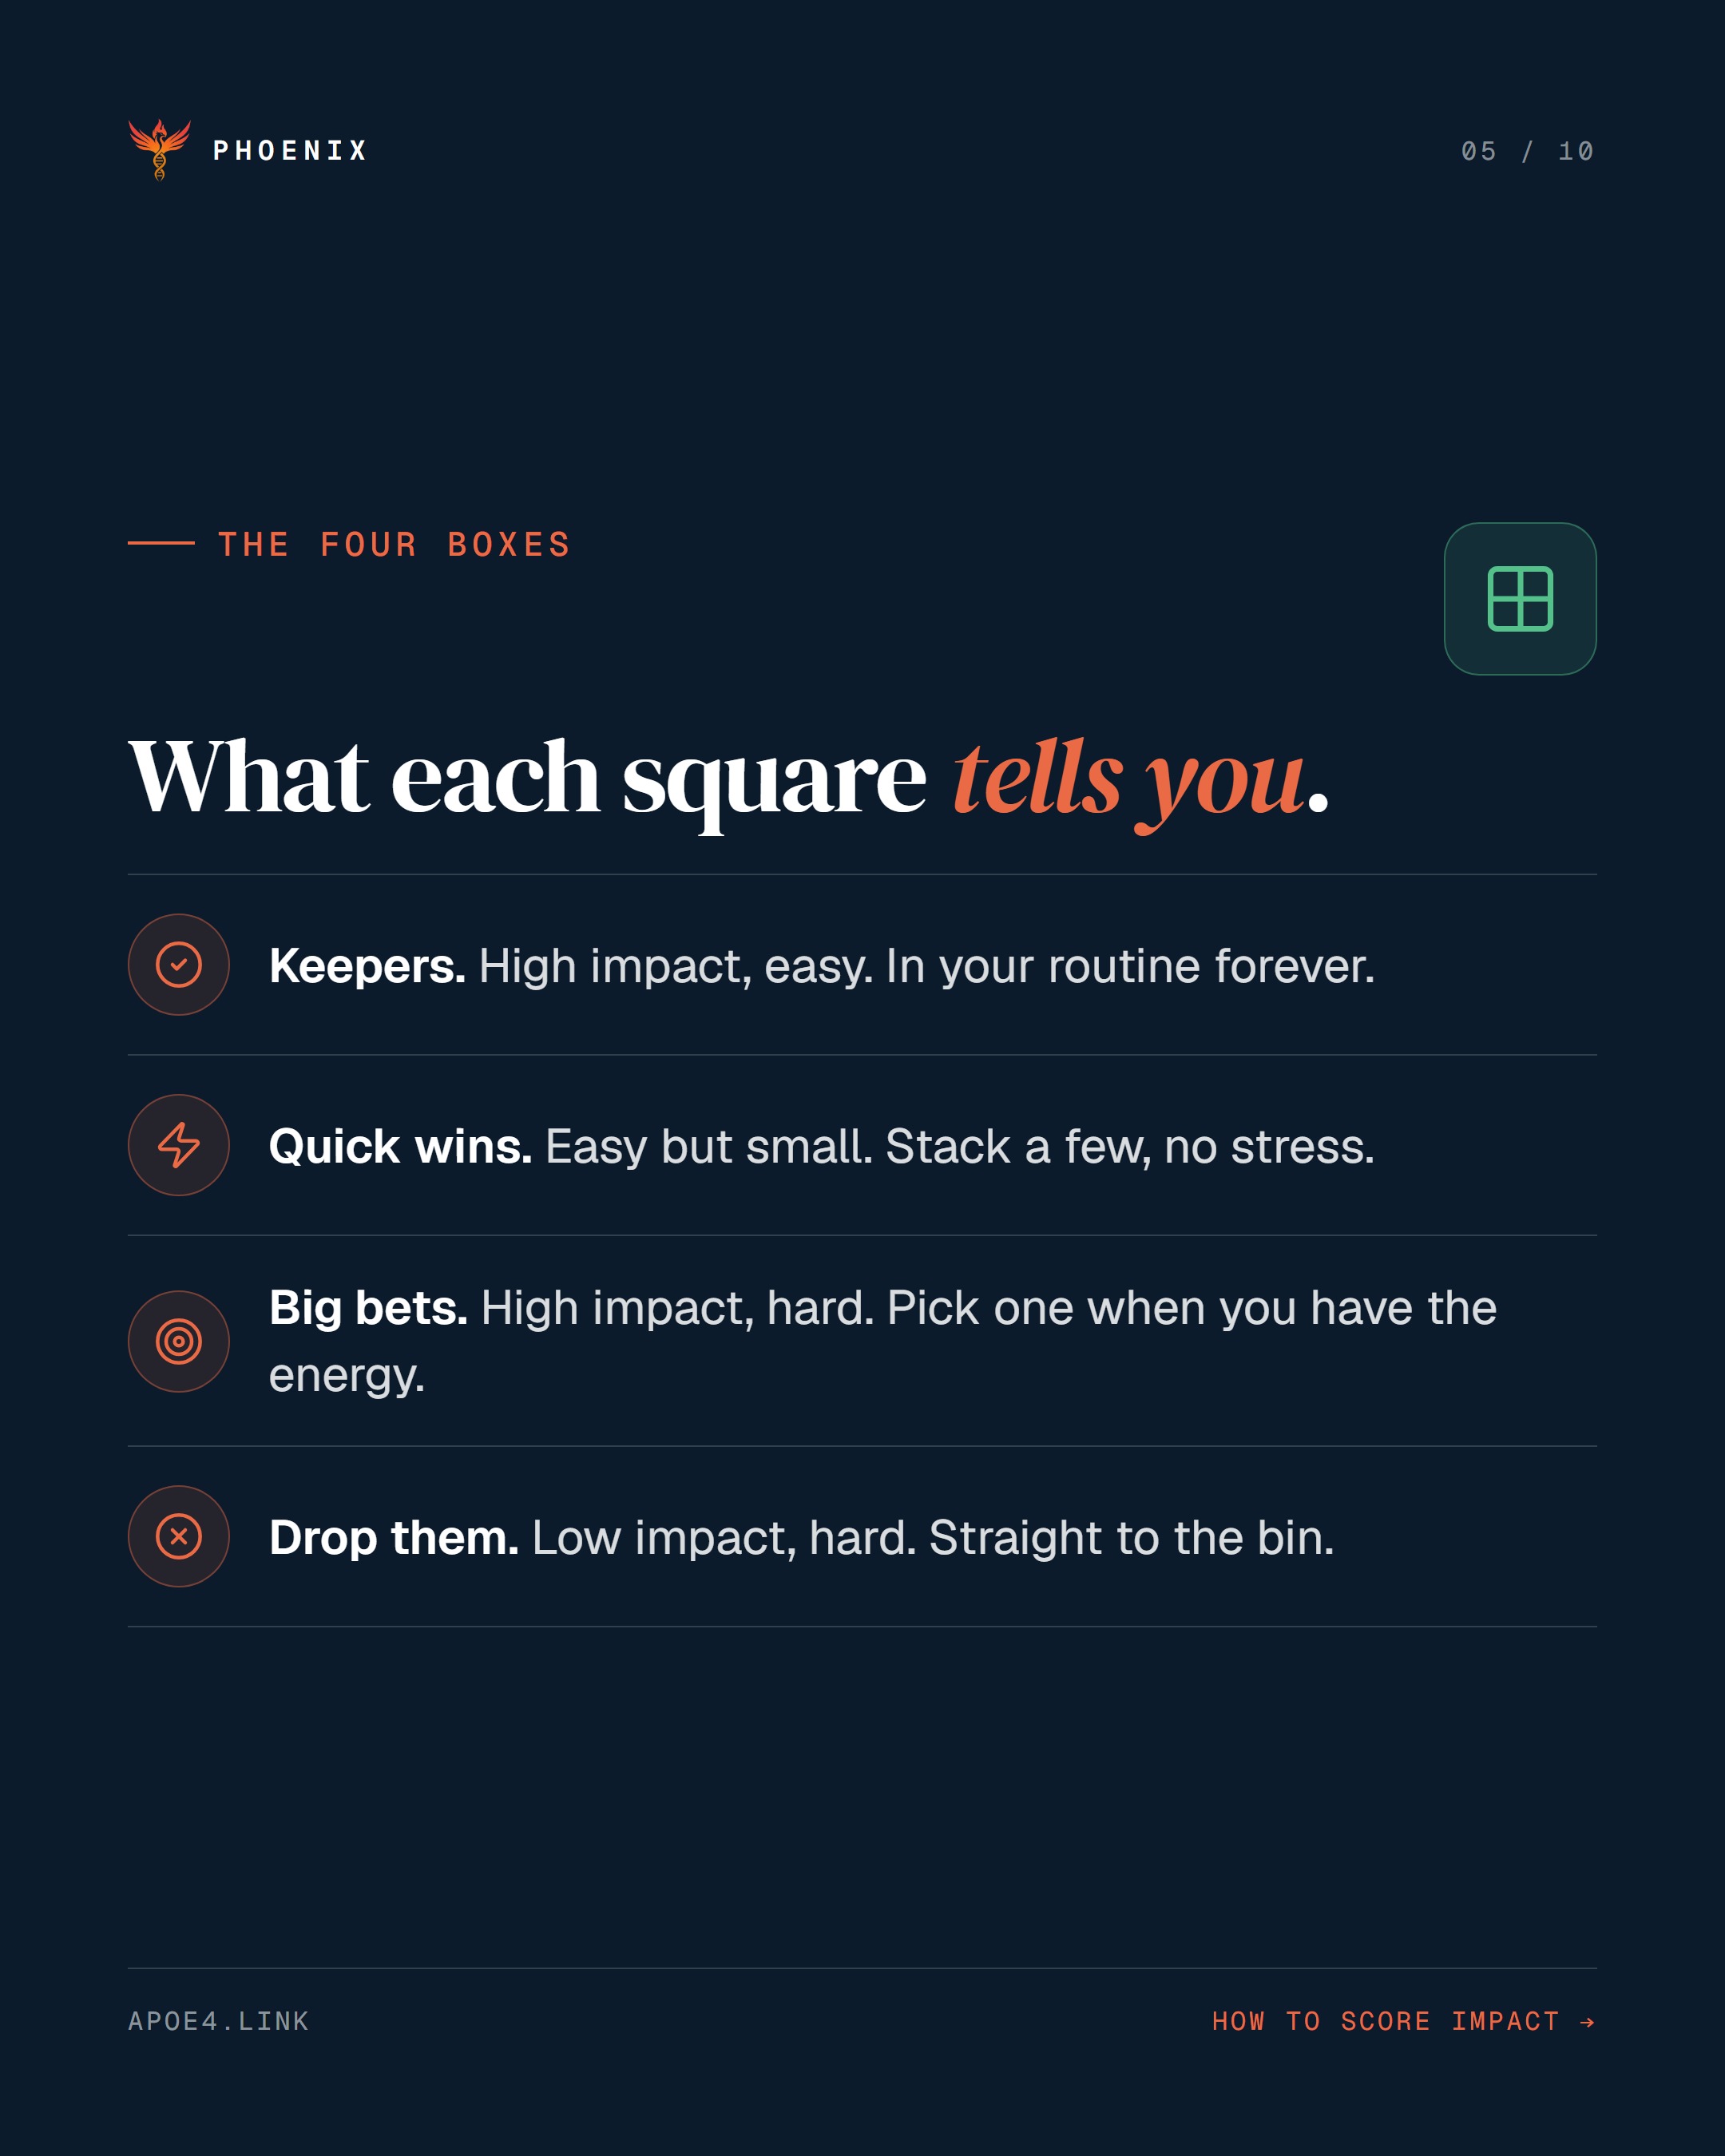 PHOENIX
05 / 10
THE FOUR BOXES
What each square tells you.
Keepers. High impact, easy. In your routine forever.
Quick wins. Easy but small. Stack a few, no stress.
Big bets. High impact, hard. Pick one when you have the
energy.
Drop them. Low impact, hard. Straight to the bin.
APOE4.LINK
HOW TO SCORE IMPACT →